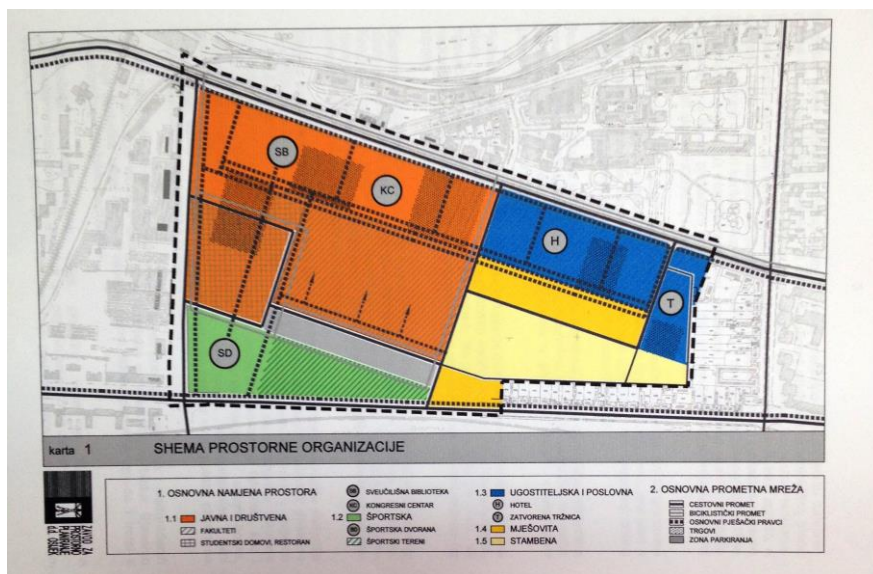 SB
KC
H
T
SD
karta 1 SHEMA PROSTORNE ORGANIZACIJE
ZAVOD ZA
PROSTORNO
PLANIRANJE
d.d. OSIJEK
1. OSNOVNA NAMJENA PROSTORA
1.1 JAVNA I DRUŠTVENA
FAKULTETI
STUDENTSKI DOMOVI, RESTORAN
SB SVEUČILIŠNA BIBLIOTEKA
KC KONGRESNI CENTAR
1.2 ŠPORTSKA
SD ŠPORTSKA DVORANA
ŠPORTSKI TERENI
1.3 UGOSTITELJSKA I POSLOVNA
H HOTEL
T ZATVORENA TRŽNICA
1.4 MJEŠOVITA
1.5 STAMBENA
2. OSNOVNA PROMETNA MREŽA
CESTOVNI PROMET
BICIKLISTIČKI PROMET
OSNOVNI PJEŠAČKI PRAVCI
TRGOVI
ZONA PARKIRANJA